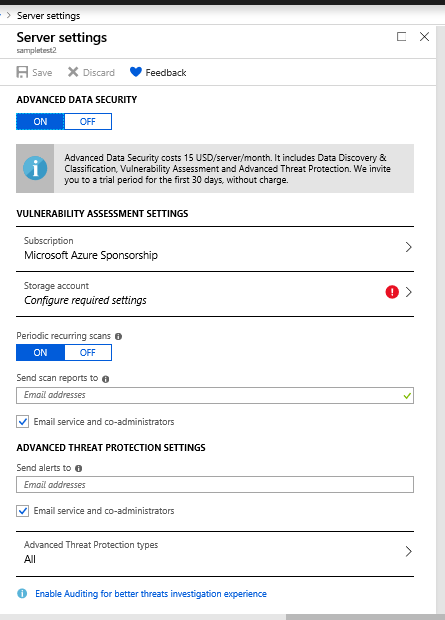 Server settings
Server settings
sampletest2
Save Discard Feedback
ADVANCED DATA SECURITY
ON OFF
Advanced Data Security costs 15 USD/server/month. It includes Data Discovery &
Classification, Vulnerability Assessment and Advanced Threat Protection. We invite
you to a trial period for the first 30 days, without charge.
VULNERABILITY ASSESSMENT SETTINGS
Subscription
Microsoft Azure Sponsorship
Storage account
Configure required settings
Periodic recurring scans
ON OFF
Send scan reports to
Email addresses
Email service and co-administrators
ADVANCED THREAT PROTECTION SETTINGS
Send alerts to
Email addresses
Email service and co-administrators
Advanced Threat Protection types
All
Enable Auditing for better threats investigation experience